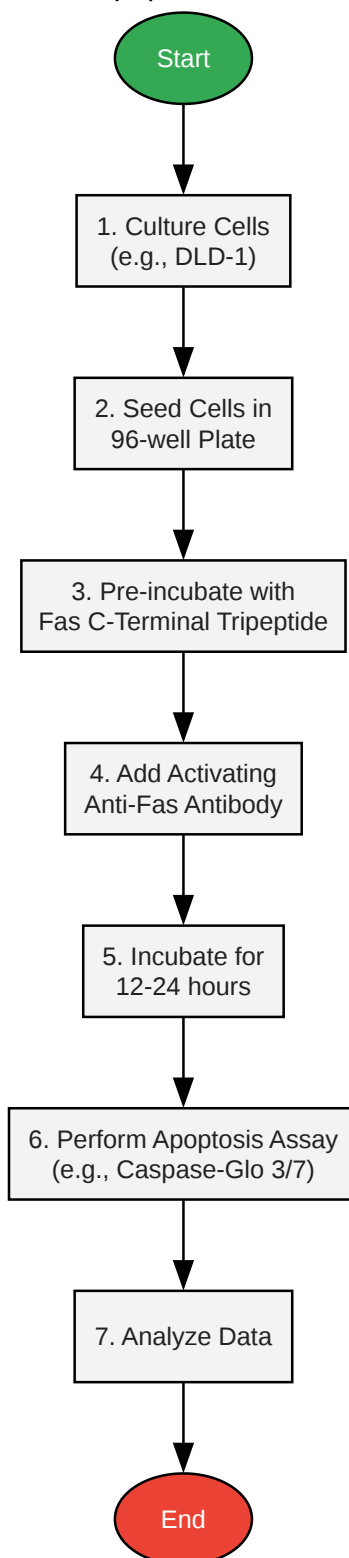 Start
1. Culture Cells
(e.g., DLD-1)
2. Seed Cells in
96-well Plate
3. Pre-incubate with
Fas C-Terminal Tripeptide
4. Add Activating
Anti-Fas Antibody
5. Incubate for
12-24 hours
6. Perform Apoptosis Assay
(e.g., Caspase-Glo 3/7)
7. Analyze Data
End